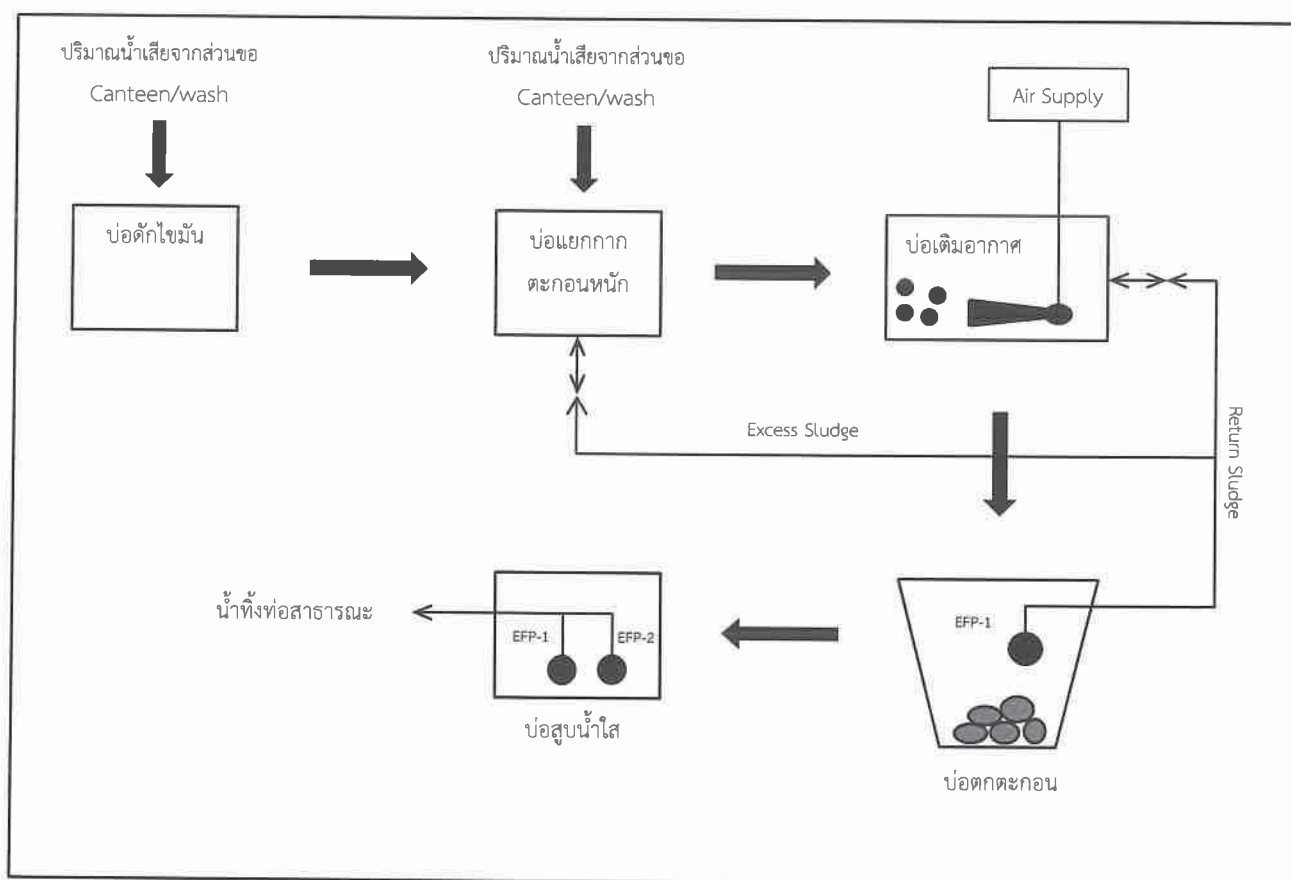 ปริมาณน้ำเสียจากส่วนขอ
Canteen/wash
ปริมาณน้ำเสียจากส่วนขอ
Canteen/wash
Air Supply
บ่อดักไขมัน
บ่อแยกกาก
ตะกอนหนัก
บ่อเติมอากาศ
Excess Sludge
Return Sludge
น้ำทิ้งท่อสาธารณะ
EFP-1
EFP-2
บ่อสูบน้ำใส
EFP-1
บ่อตกตะกอน